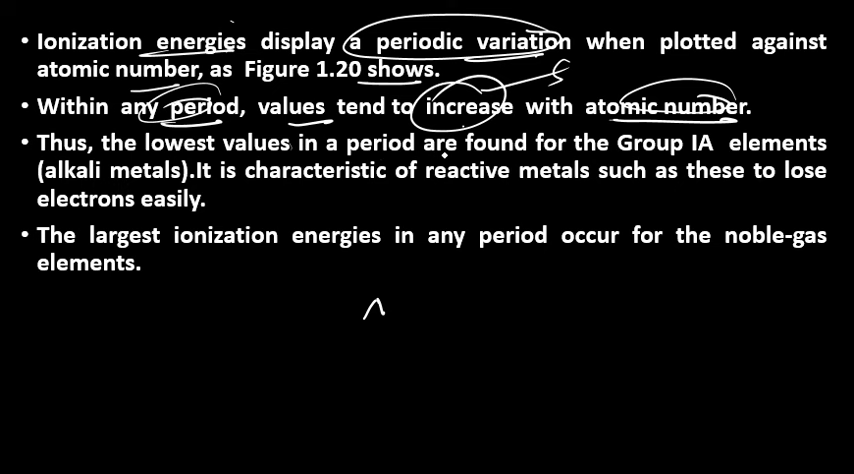 • Ionization energies display a periodic variation when plotted against
atomic number, as Figure 1.20 shows.
• Within any period, values tend to increase with atomic number.
• Thus, the lowest values in a period are found for the Group IA elements
(alkali metals).It is characteristic of reactive metals such as these to lose
electrons easily.
• The largest ionization energies in any period occur for the noble-gas
elements.